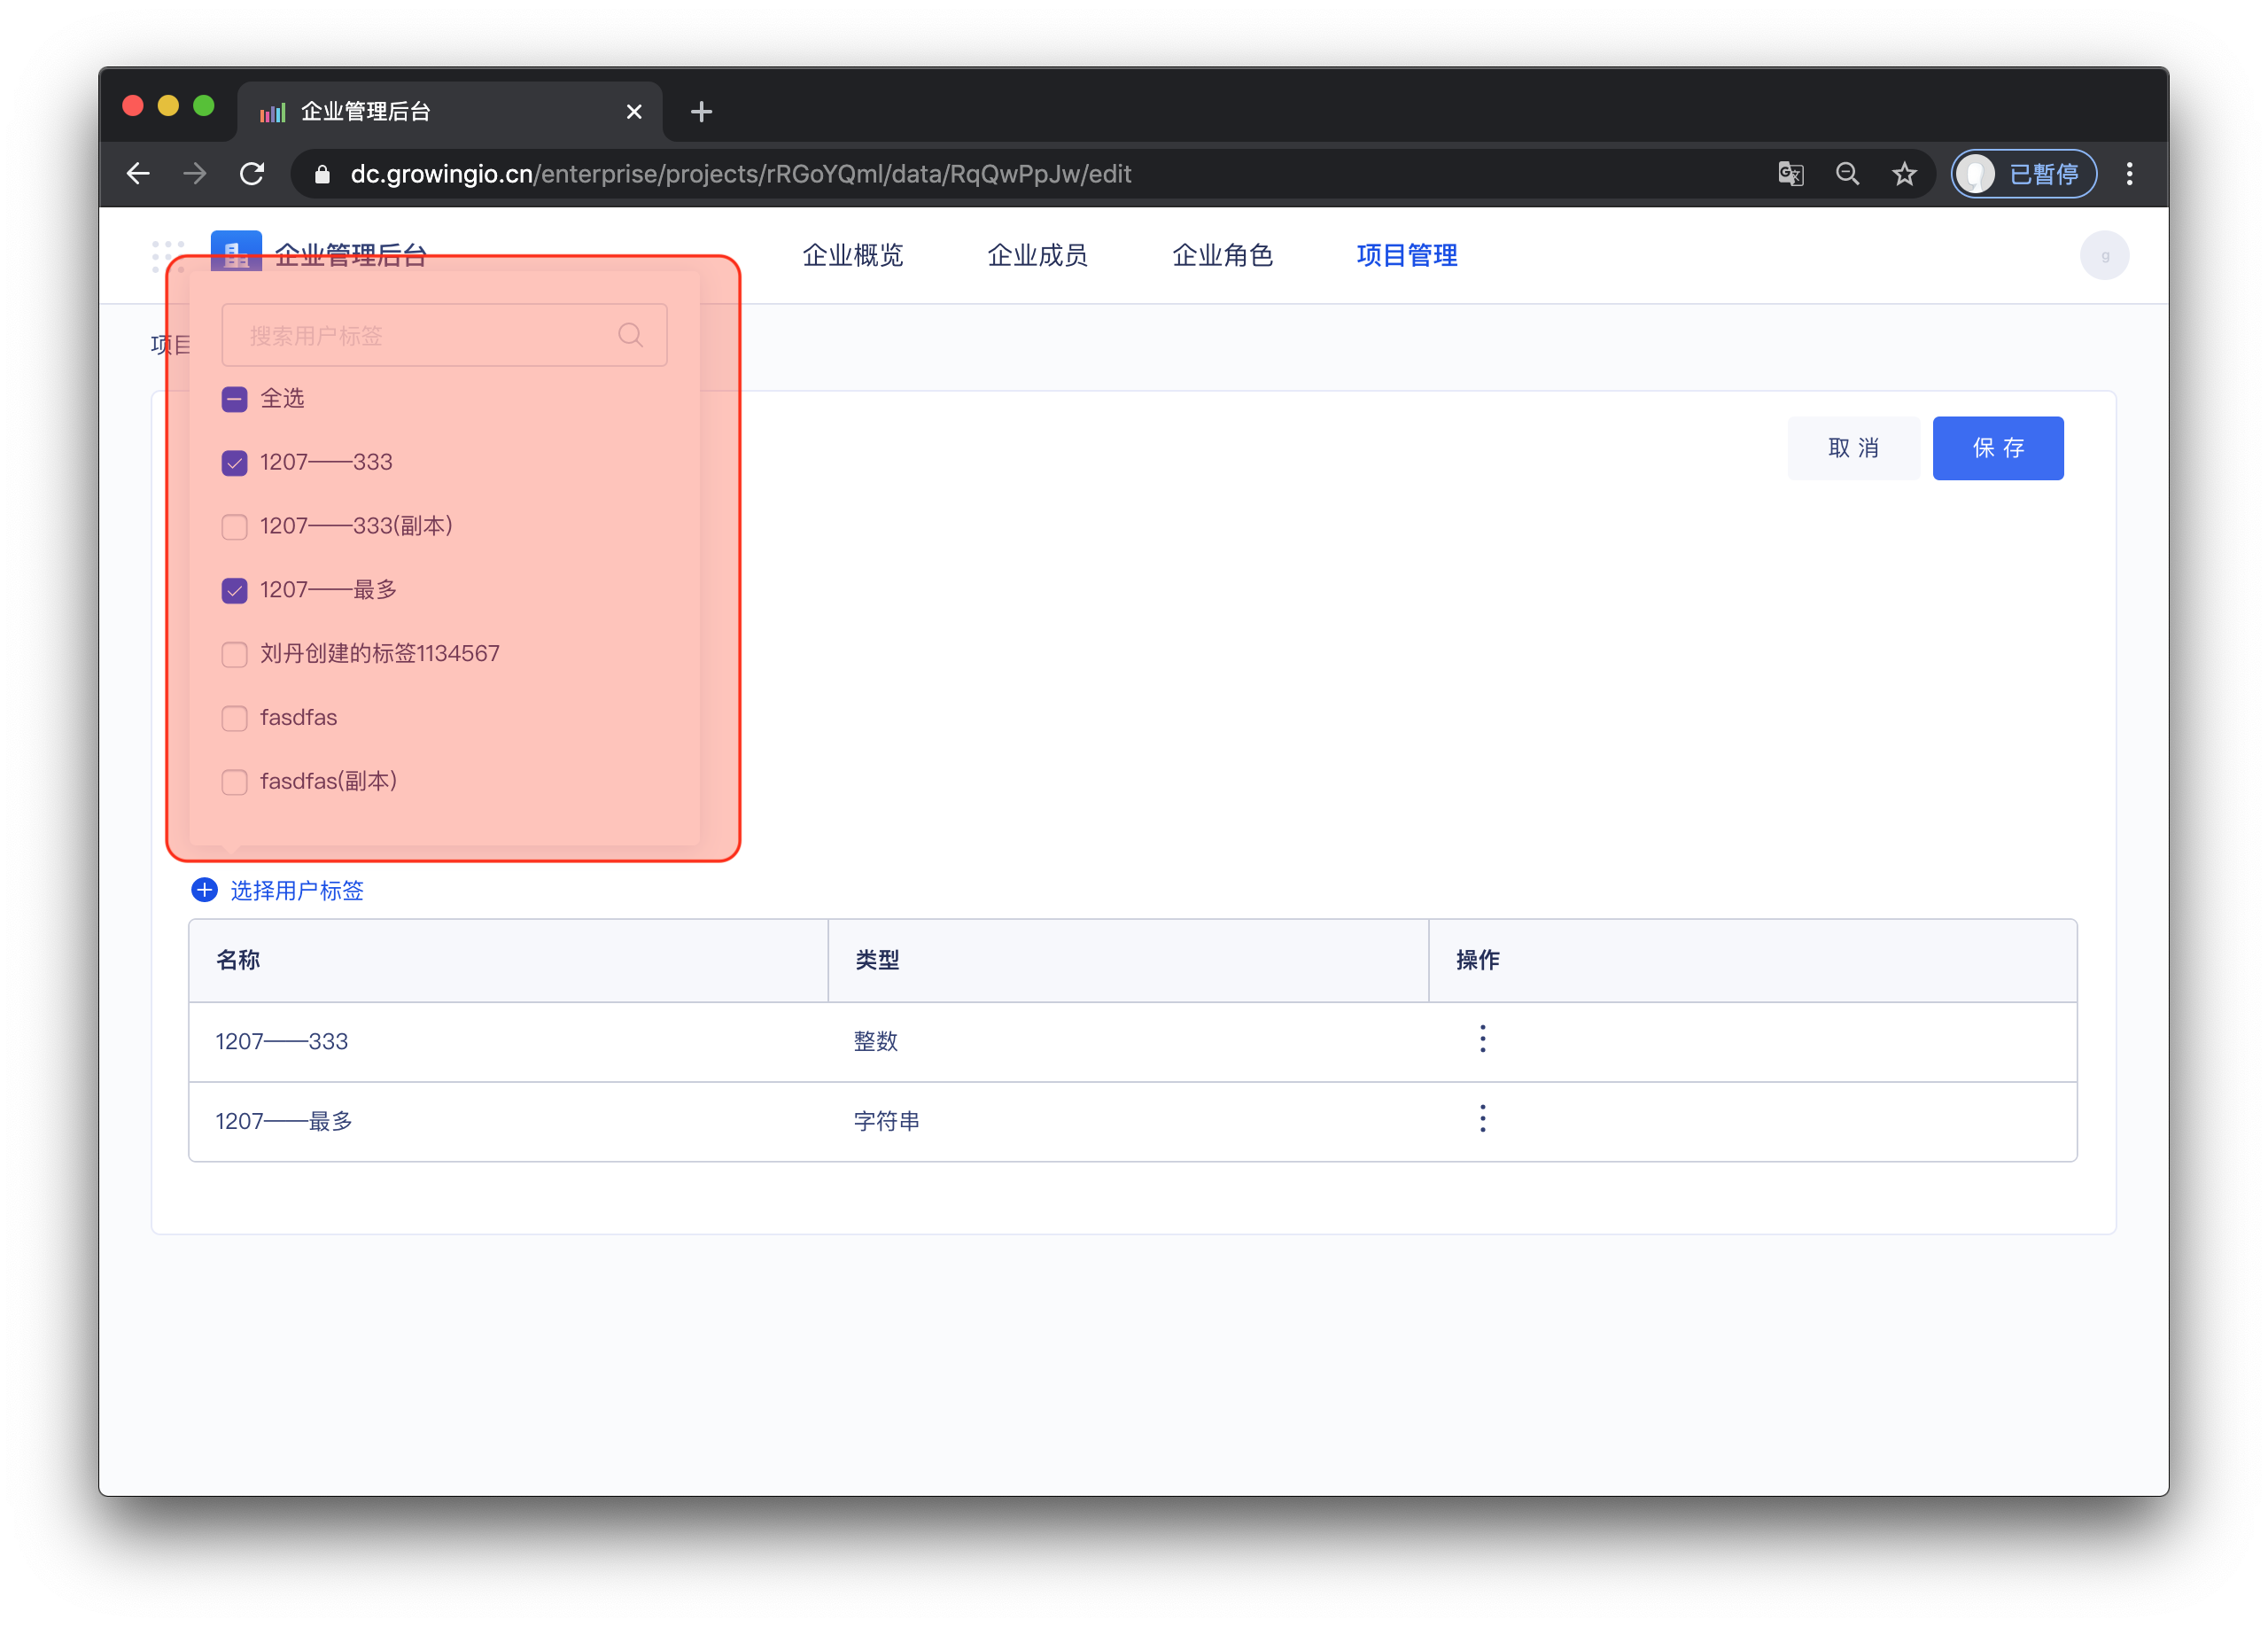 企业管理后台
dc.growingio.cn/enterprise/projects/rRGoYQml/data/RqQwPpJw/edit
已暫停
企业管理后台
企业概览
企业成员
企业角色
项目管理
g
项目
搜索用户标签
全选
1207——333
1207——333(副本)
1207——最多
刘丹创建的标签1134567
fasdfas
fasdfas(副本)
取 消
保 存
选择用户标签
名称
类型
操作
1207——333
整数
1207——最多
字符串